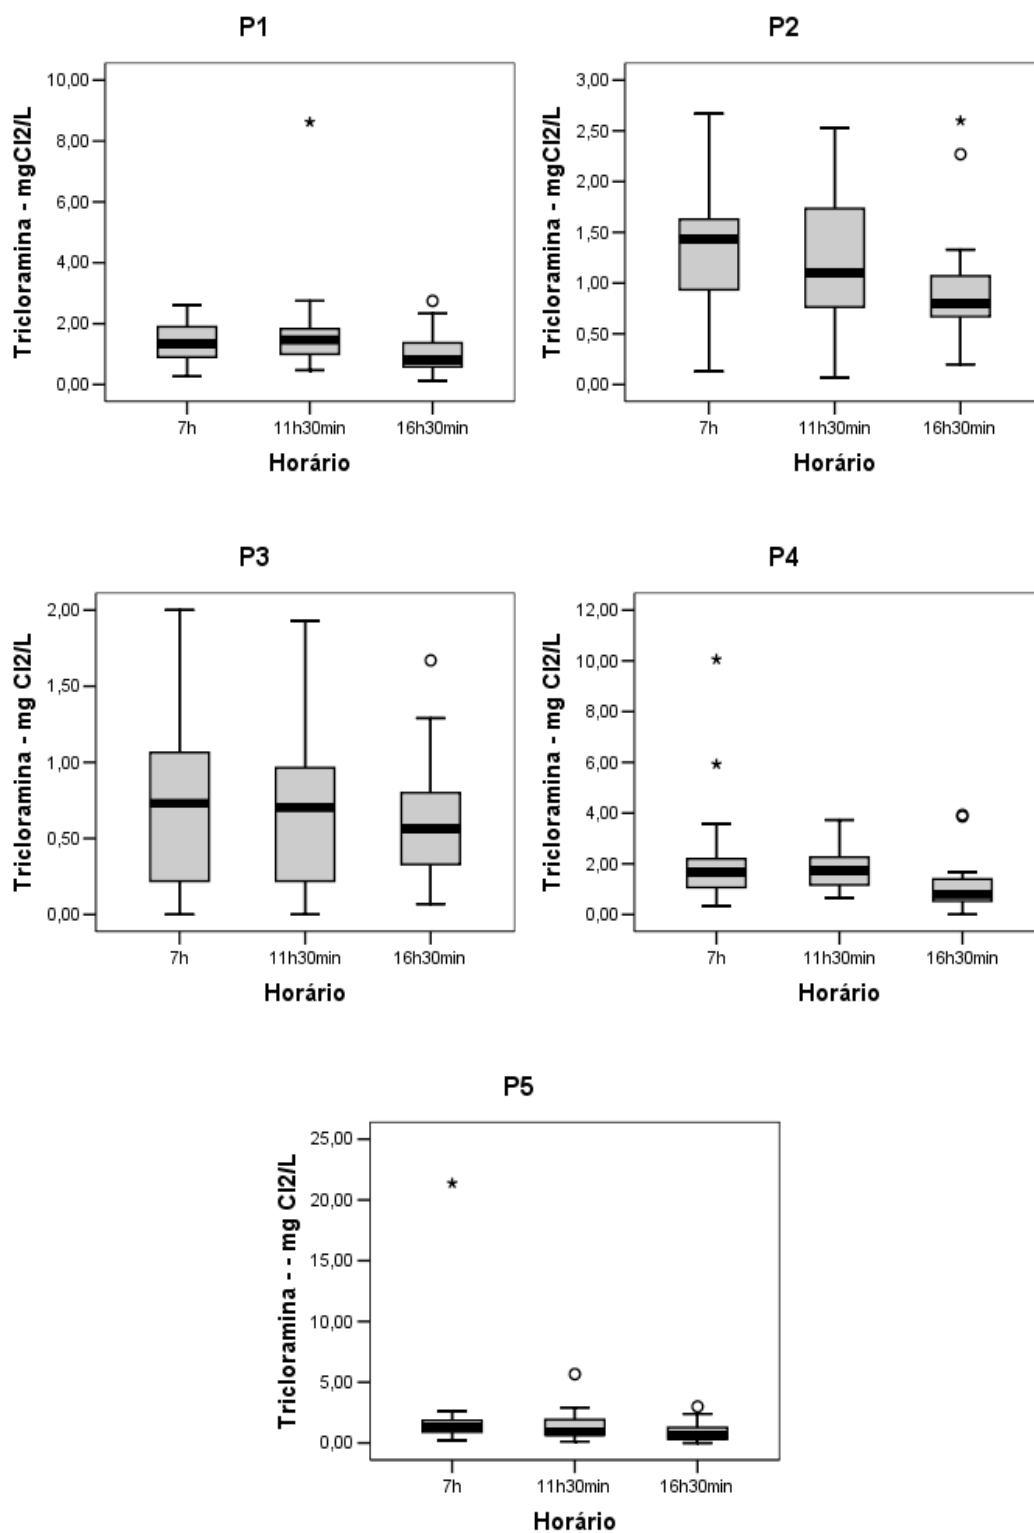 P1
Tricloramina - mgCl2/L
10,00
8,00
6,00
4,00
2,00
0,00
7h
11h30min
16h30min
Horário
P2
Tricloramina - mgCl2/L
3,00
2,50
2,00
1,50
1,00
0,50
0,00
7h
11h30min
16h30min
Horário
P3
Tricloramina - mg Cl2/L
2,00
1,50
1,00
0,50
0,00
7h
11h30min
16h30min
Horário
P4
Tricloramina - mg Cl2/L
12,00
10,00
8,00
6,00
4,00
2,00
0,00
7h
11h30min
16h30min
Horário
P5
Tricloramina - - mg Cl2/L
25,00
20,00
15,00
10,00
5,00
0,00
7h
11h30min
16h30min
Horário